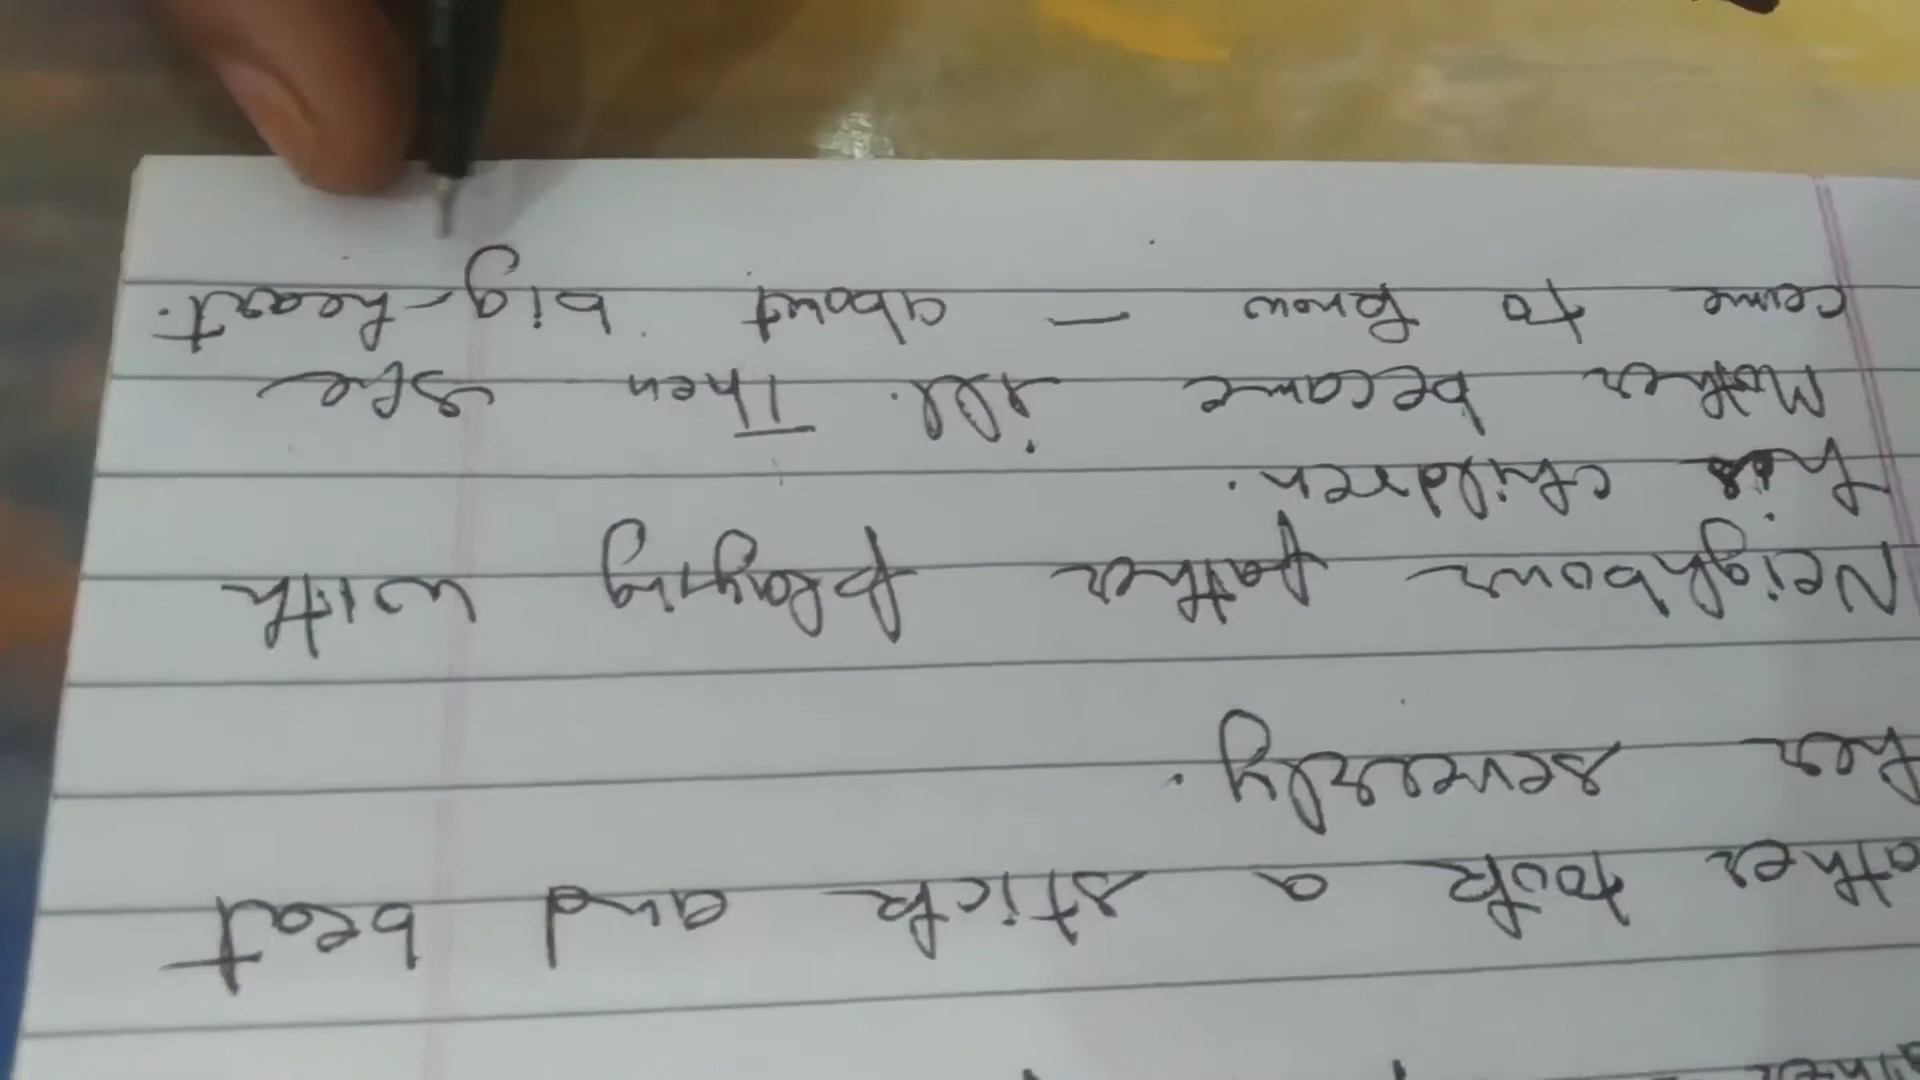 ather took a stick and beat
her severely.
Neighbour father playing with
his children.
Mother became ill. Then she
came to know — about big-heart.